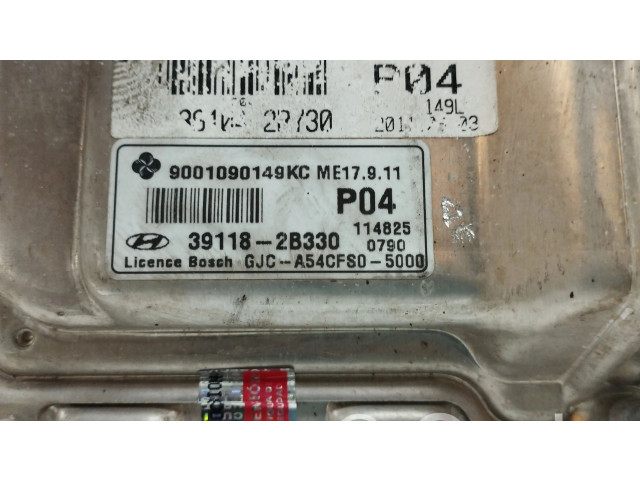 P04
149L
9001090149KC ME17.9.11
P04
114825
39118-2B330 0790
Licence Bosch GJC-A54CFS0-5000